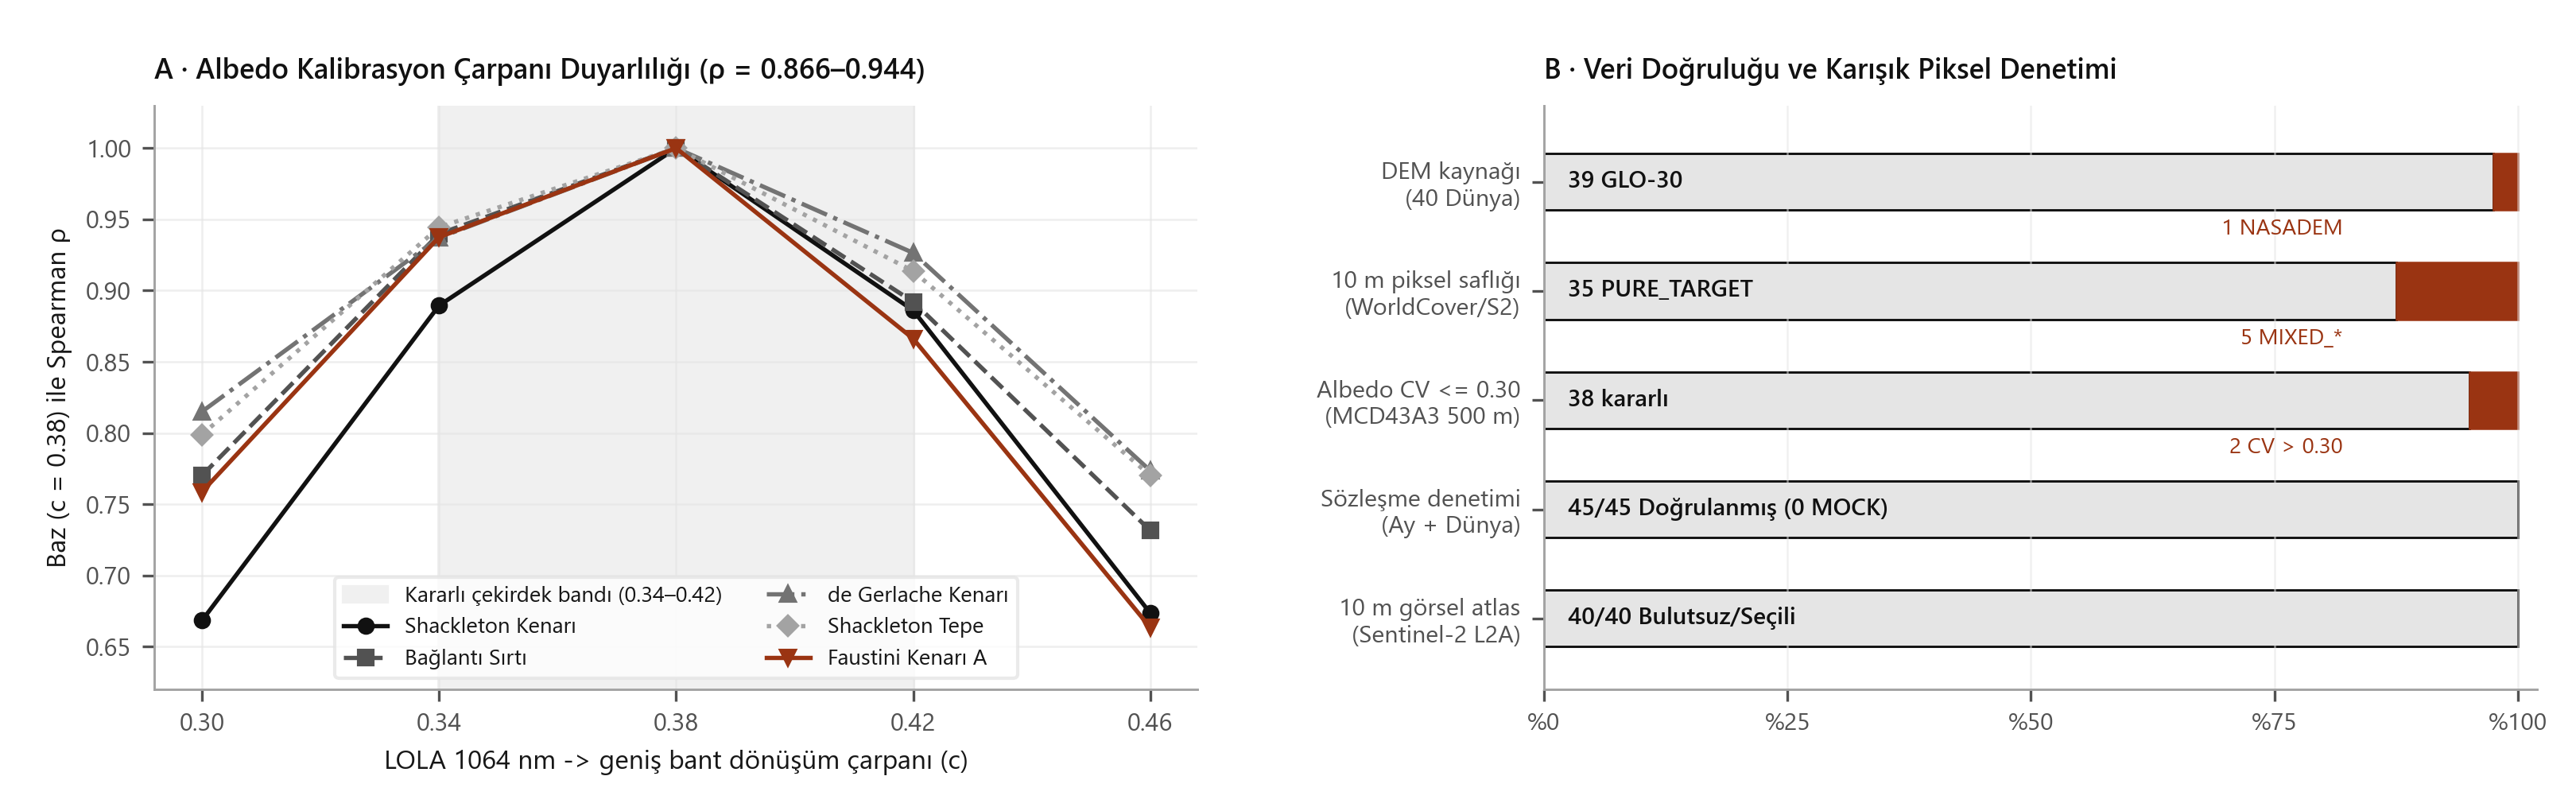 A · Albedo Kalibrasyon Çarpanı Duyarlılığı (ρ = 0.866–0.944)
Baz (c = 0.38) ile Spearman ρ
1.00
0.95
0.90
0.85
0.80
0.75
0.70
0.65
Kararlı çekirdek bandı (0.34–0.42)
Shackleton Kenarı
Bağlantı Sırtı
de Gerlache Kenarı
Shackleton Tepe
Faustini Kenarı A
0.30
0.34
0.38
0.42
0.46
LOLA 1064 nm -> geniş bant dönüşüm çarpanı (c)
B · Veri Doğruluğu ve Karışık Piksel Denetimi
DEM kaynağı
(40 Dünya)
39 GLO-30
1 NASADEM
10 m piksel saflığı
(WorldCover/S2)
35 PURE_TARGET
5 MIXED_*
Albedo CV <= 0.30
(MCD43A3 500 m)
38 kararlı
2 CV > 0.30
Sözleşme denetimi
(Ay + Dünya)
45/45 Doğrulanmış (0 MOCK)
10 m görsel atlas
(Sentinel-2 L2A)
40/40 Bulutsuz/Seçili
%0
%25
%50
%75
%100